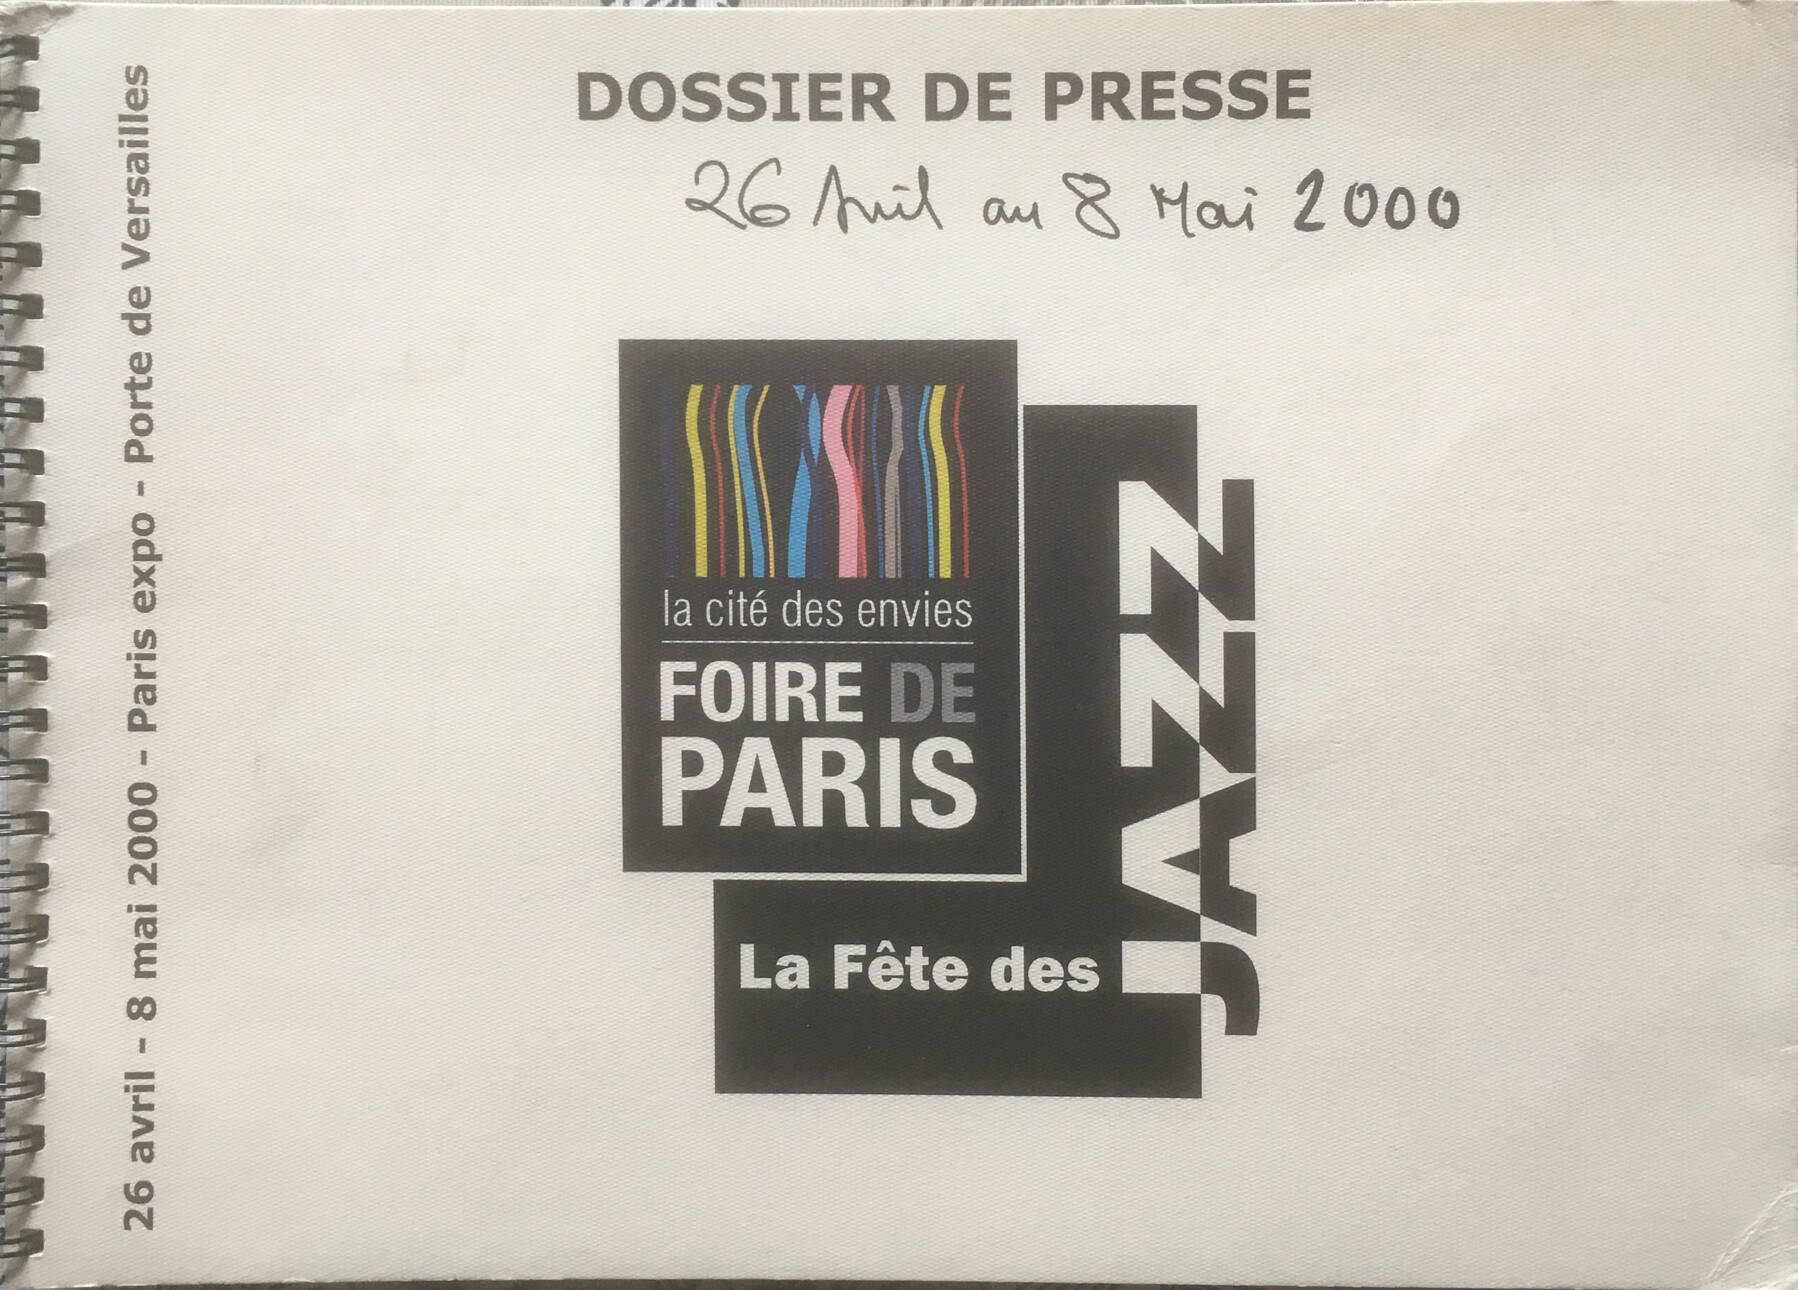 DOSSIER DE PRESSE
26 Avril au 8 Mai 2000
26 avril - 8 mai 2000 - Paris expo - Porte de Versailles
la cité des envies
FOIRE DE
PARIS
La Fête des
JAZZ